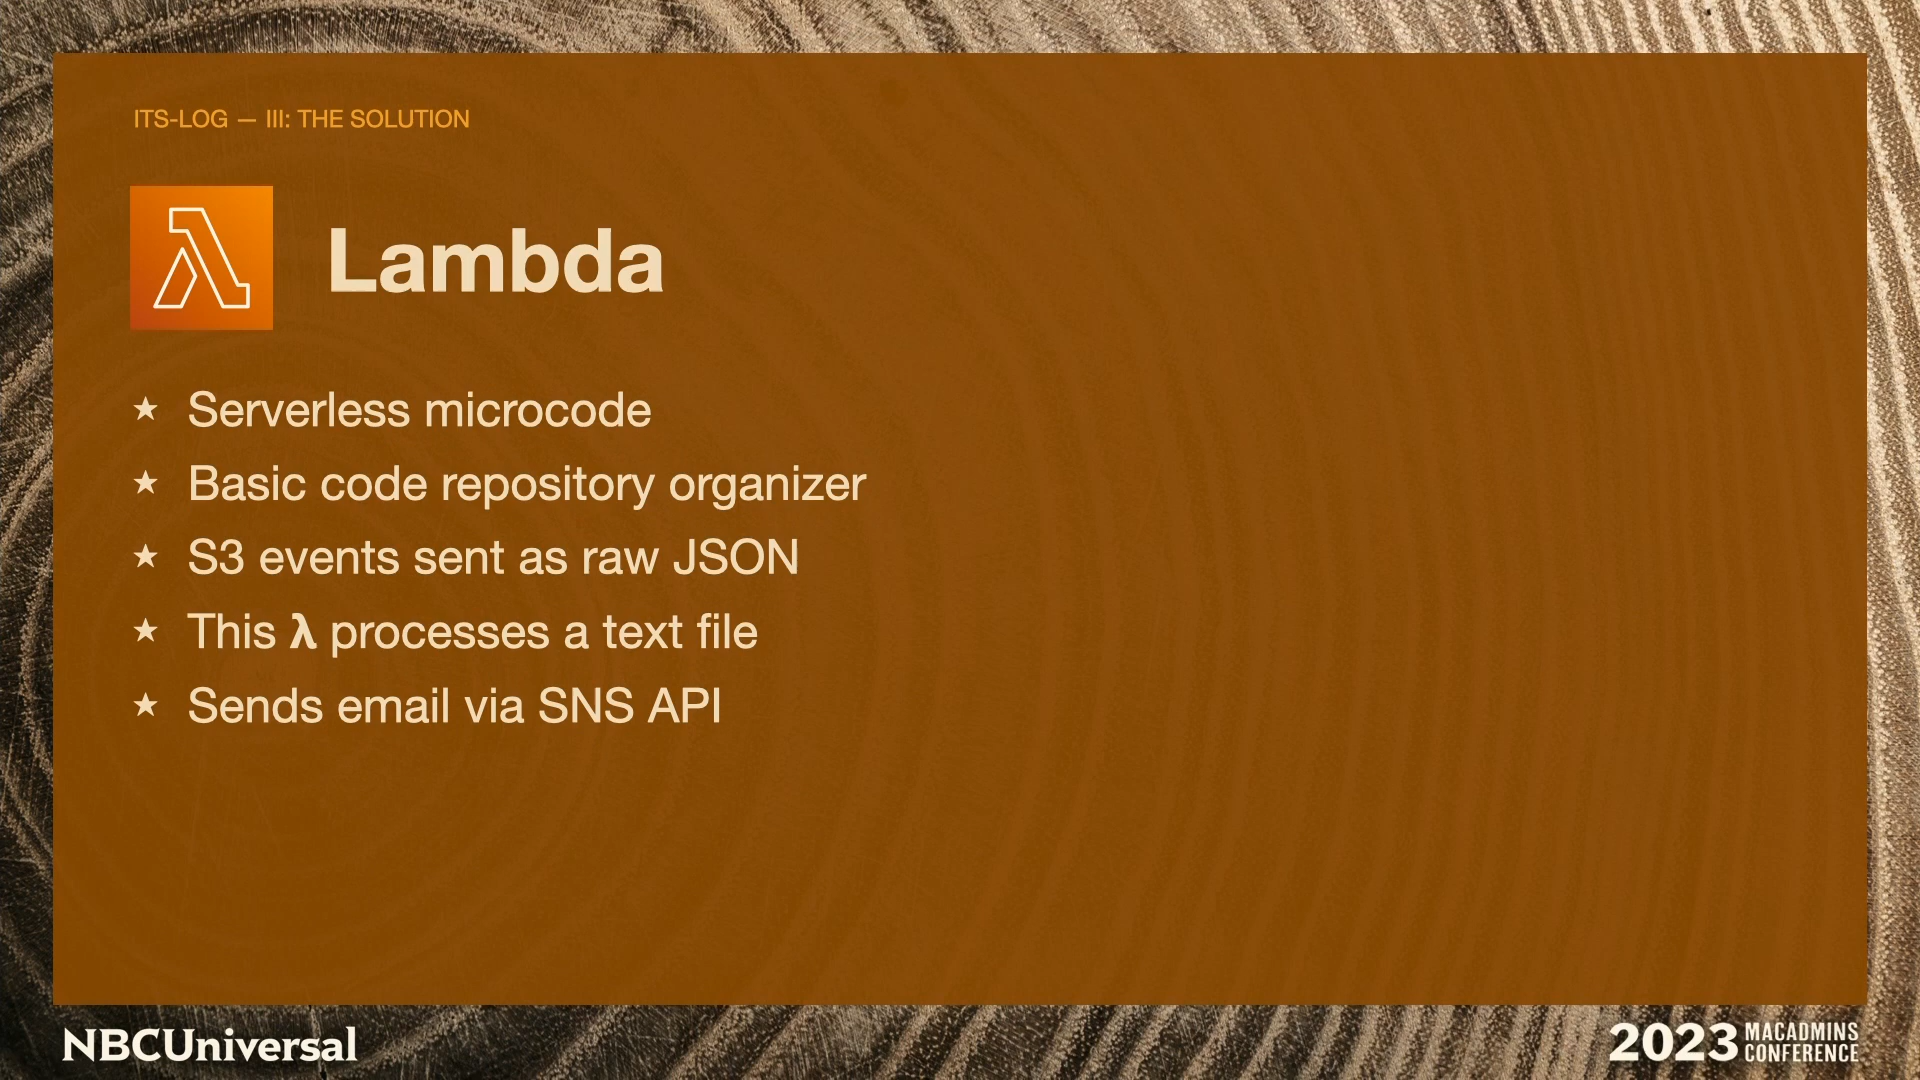 ITS-LOG — III: THE SOLUTION
Lambda
★ Serverless microcode
★ Basic code repository organizer
★ S3 events sent as raw JSON
★ This λ processes a text file
★ Sends email via SNS API
NBCUniversal
2023 MACADMINS
CONFERENCE